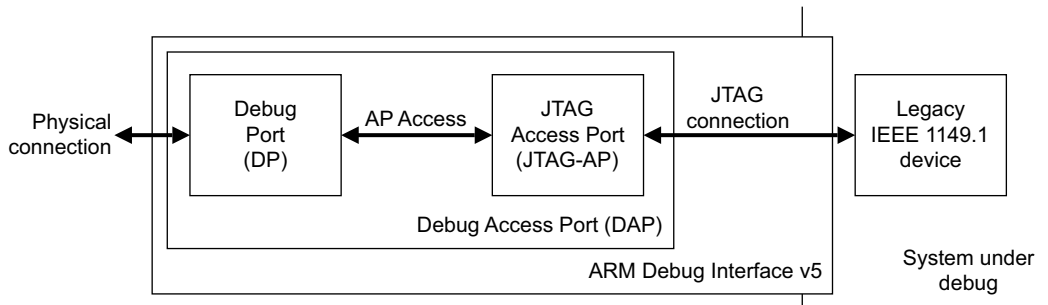 Physical
connection
Debug
Port
(DP)
AP Access
JTAG
Access Port
(JTAG-AP)
JTAG
connection
Legacy
IEEE 1149.1
device
Debug Access Port (DAP)
ARM Debug Interface v5
System under
debug